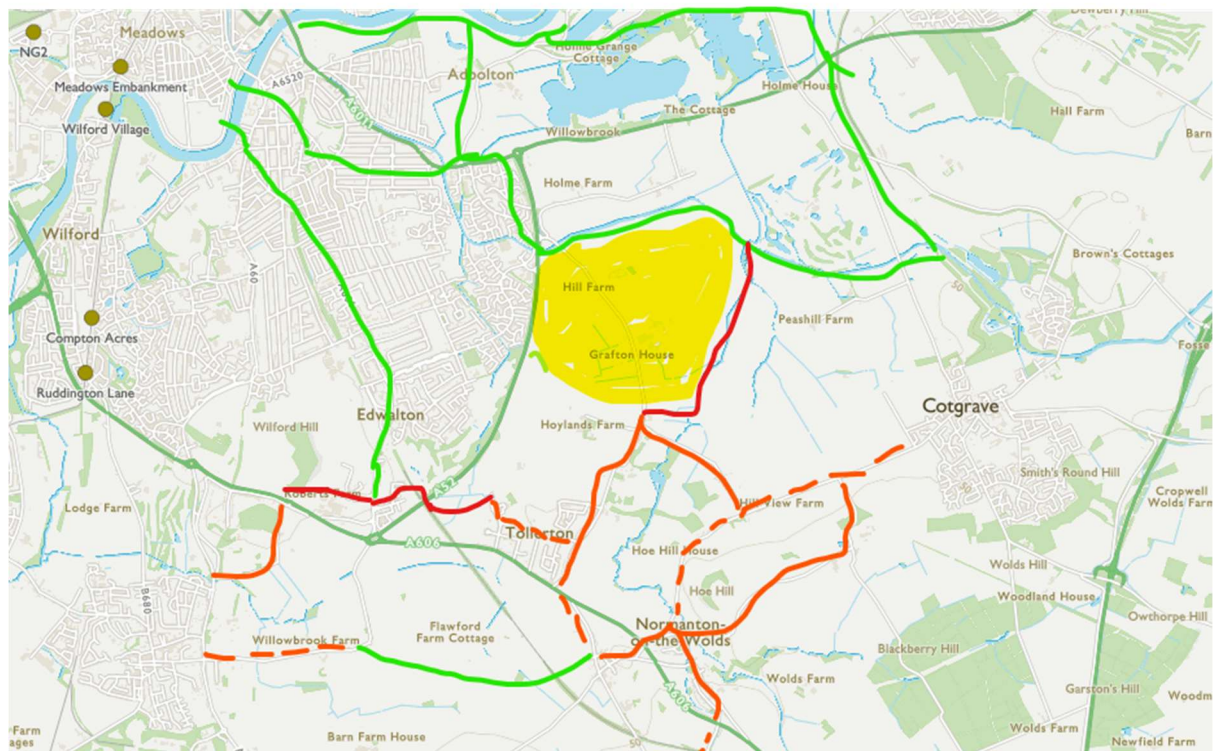 Dewberry Hill
Meadows
NG2
Holme Grange
Cottage
A6520
Adbolton
Meadows Embankment
Holme House
A6011
The Cottage
Hall Farm
Wilford Village
Willowbrook
Barn
Holme Farm
Wilford
Brown's Cottages
A60
Hill Farm
50
Compton Acres
Peashill Farm
Fosse
Grafton House
Ruddington Lane
Edwalton
Cotgrave
Wilford Hill
Hoylands Farm
Smith's Round Hill
A52
Roberts Farm
50
Cropwell
Wolds Farm
Lodge Farm
Hill View Farm
Tollerton
A606
Hoe Hill House
Wolds Hill
Hoe Hill
Woodland House
B680
Owthorpe Hill
Flawford
Farm Cottage
Normanton-
on-the-Wolds
Willowbrook Farm
Blackberry Hill
Wolds Farm
Garston's Hill
Woodm
A606
Farm
ages
Barn Farm House
50
Wolds Farm
Newfield Farm